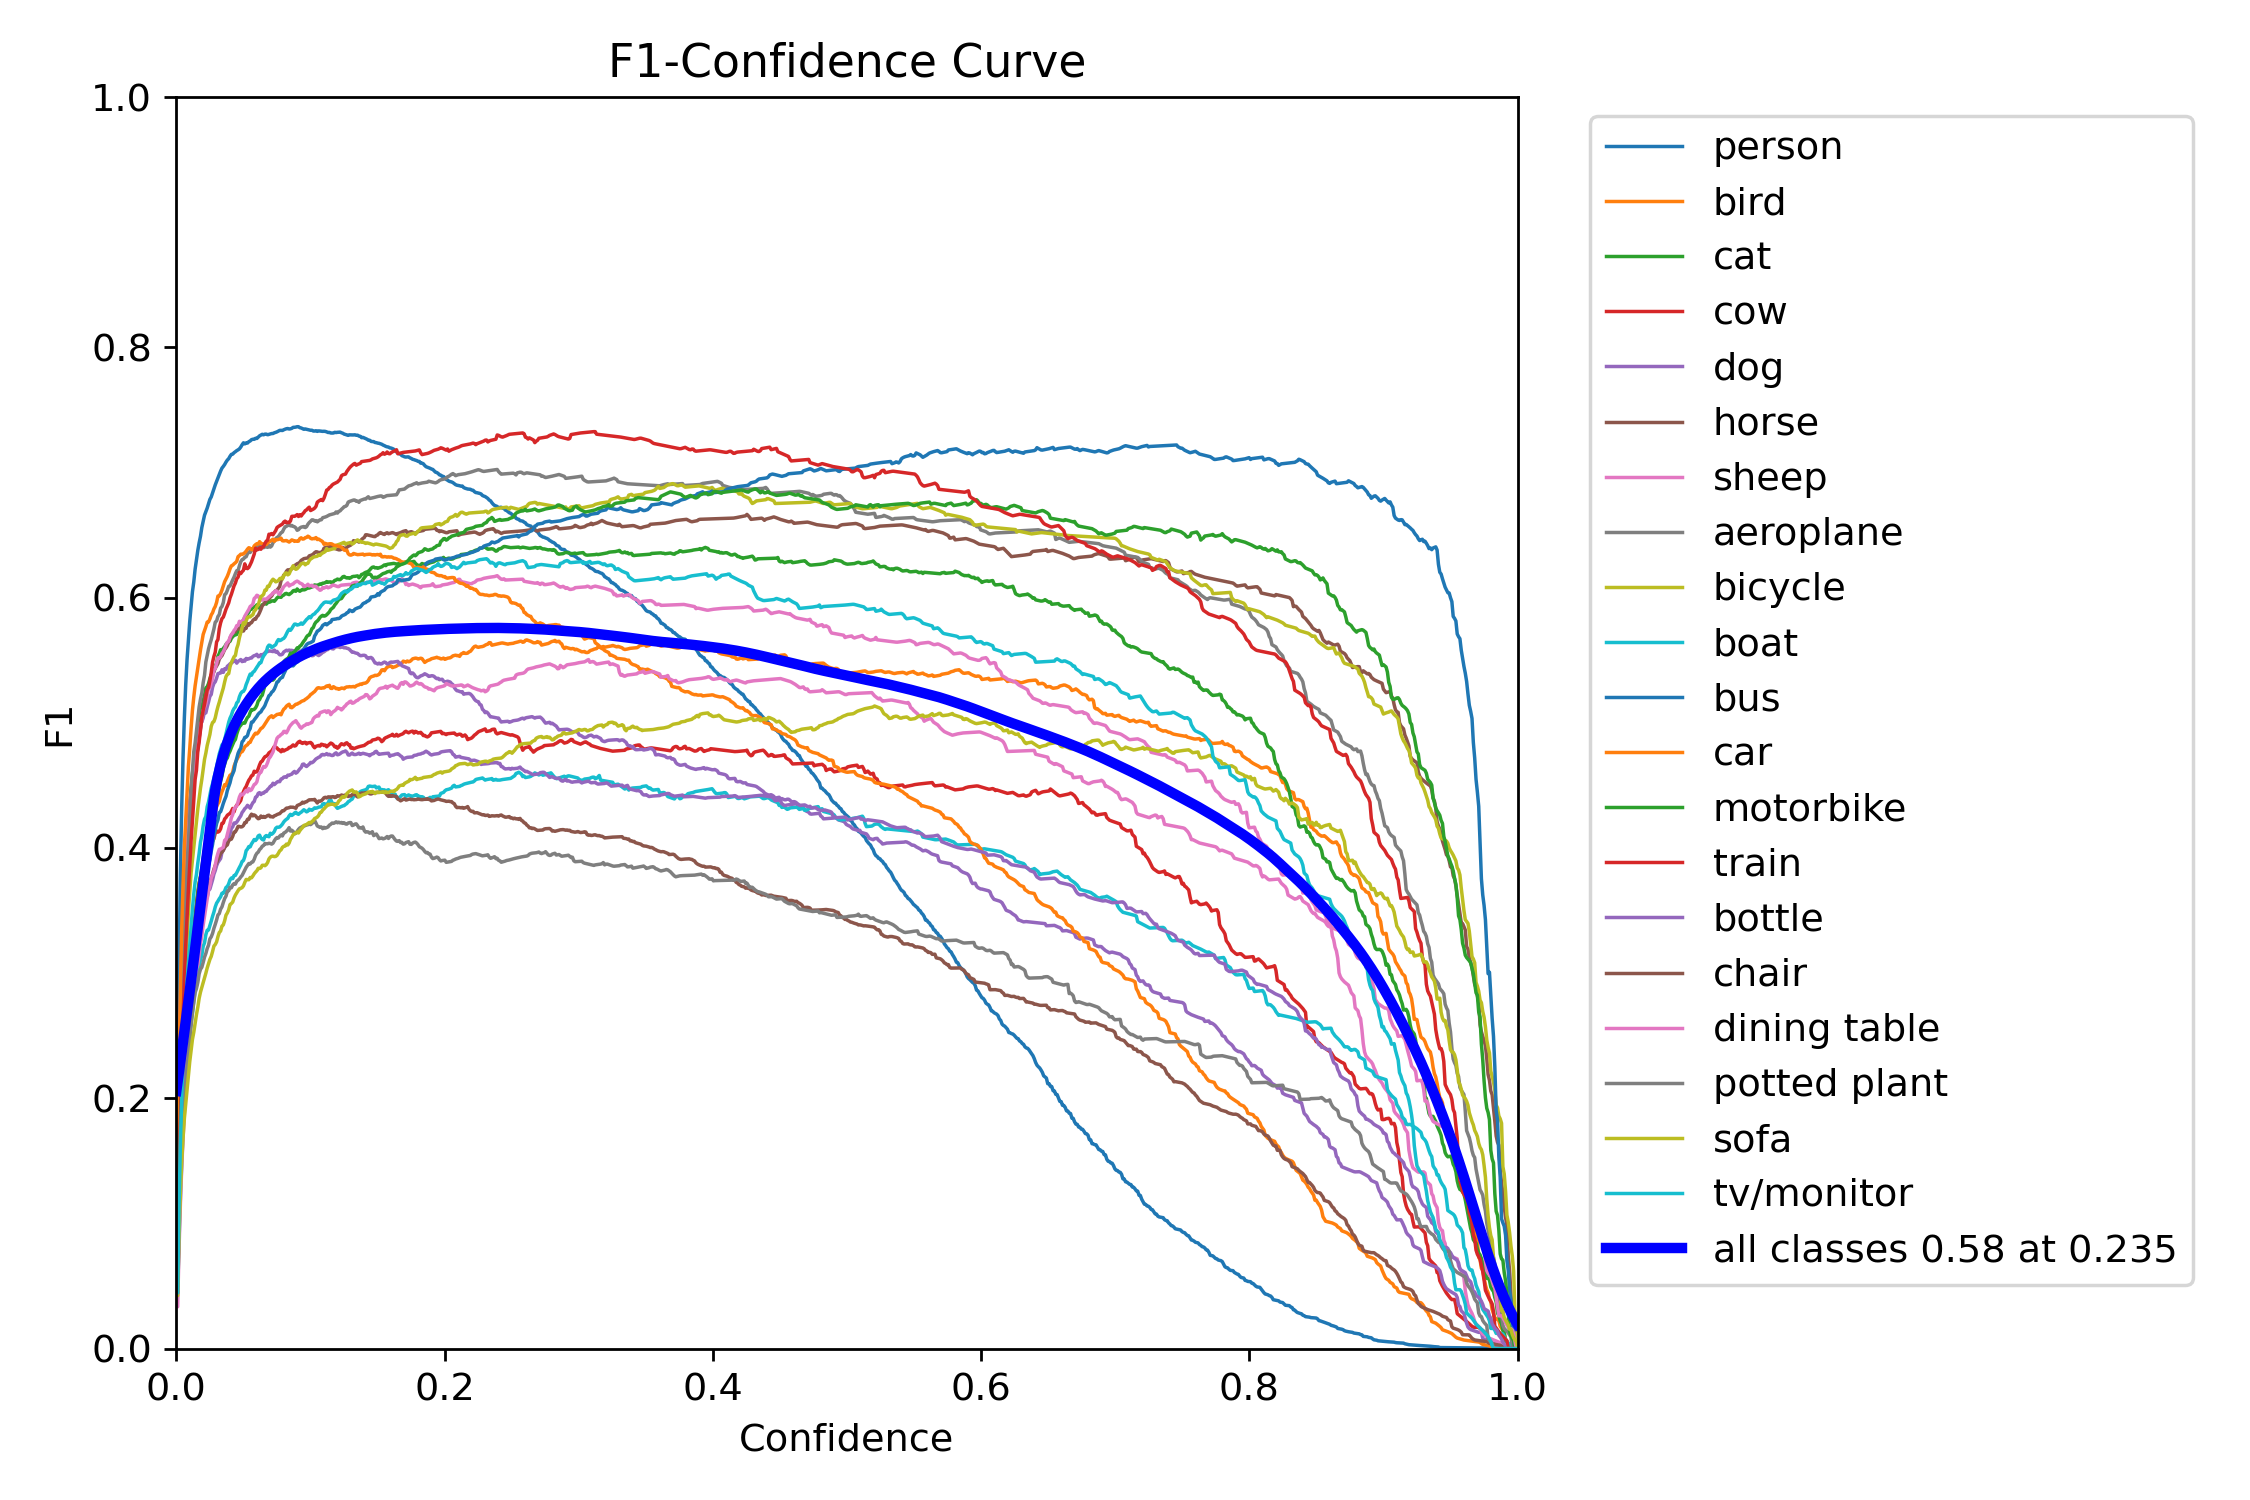 F1-Confidence Curve
1.0
0.8
0.6
0.4
0.2
0.0
F1
0.0
0.2
0.4
0.6
0.8
1.0
Confidence
person
bird
cat
cow
dog
horse
sheep
aeroplane
bicycle
boat
bus
car
motorbike
train
bottle
chair
dining table
potted plant
sofa
tv/monitor
all classes 0.58 at 0.235